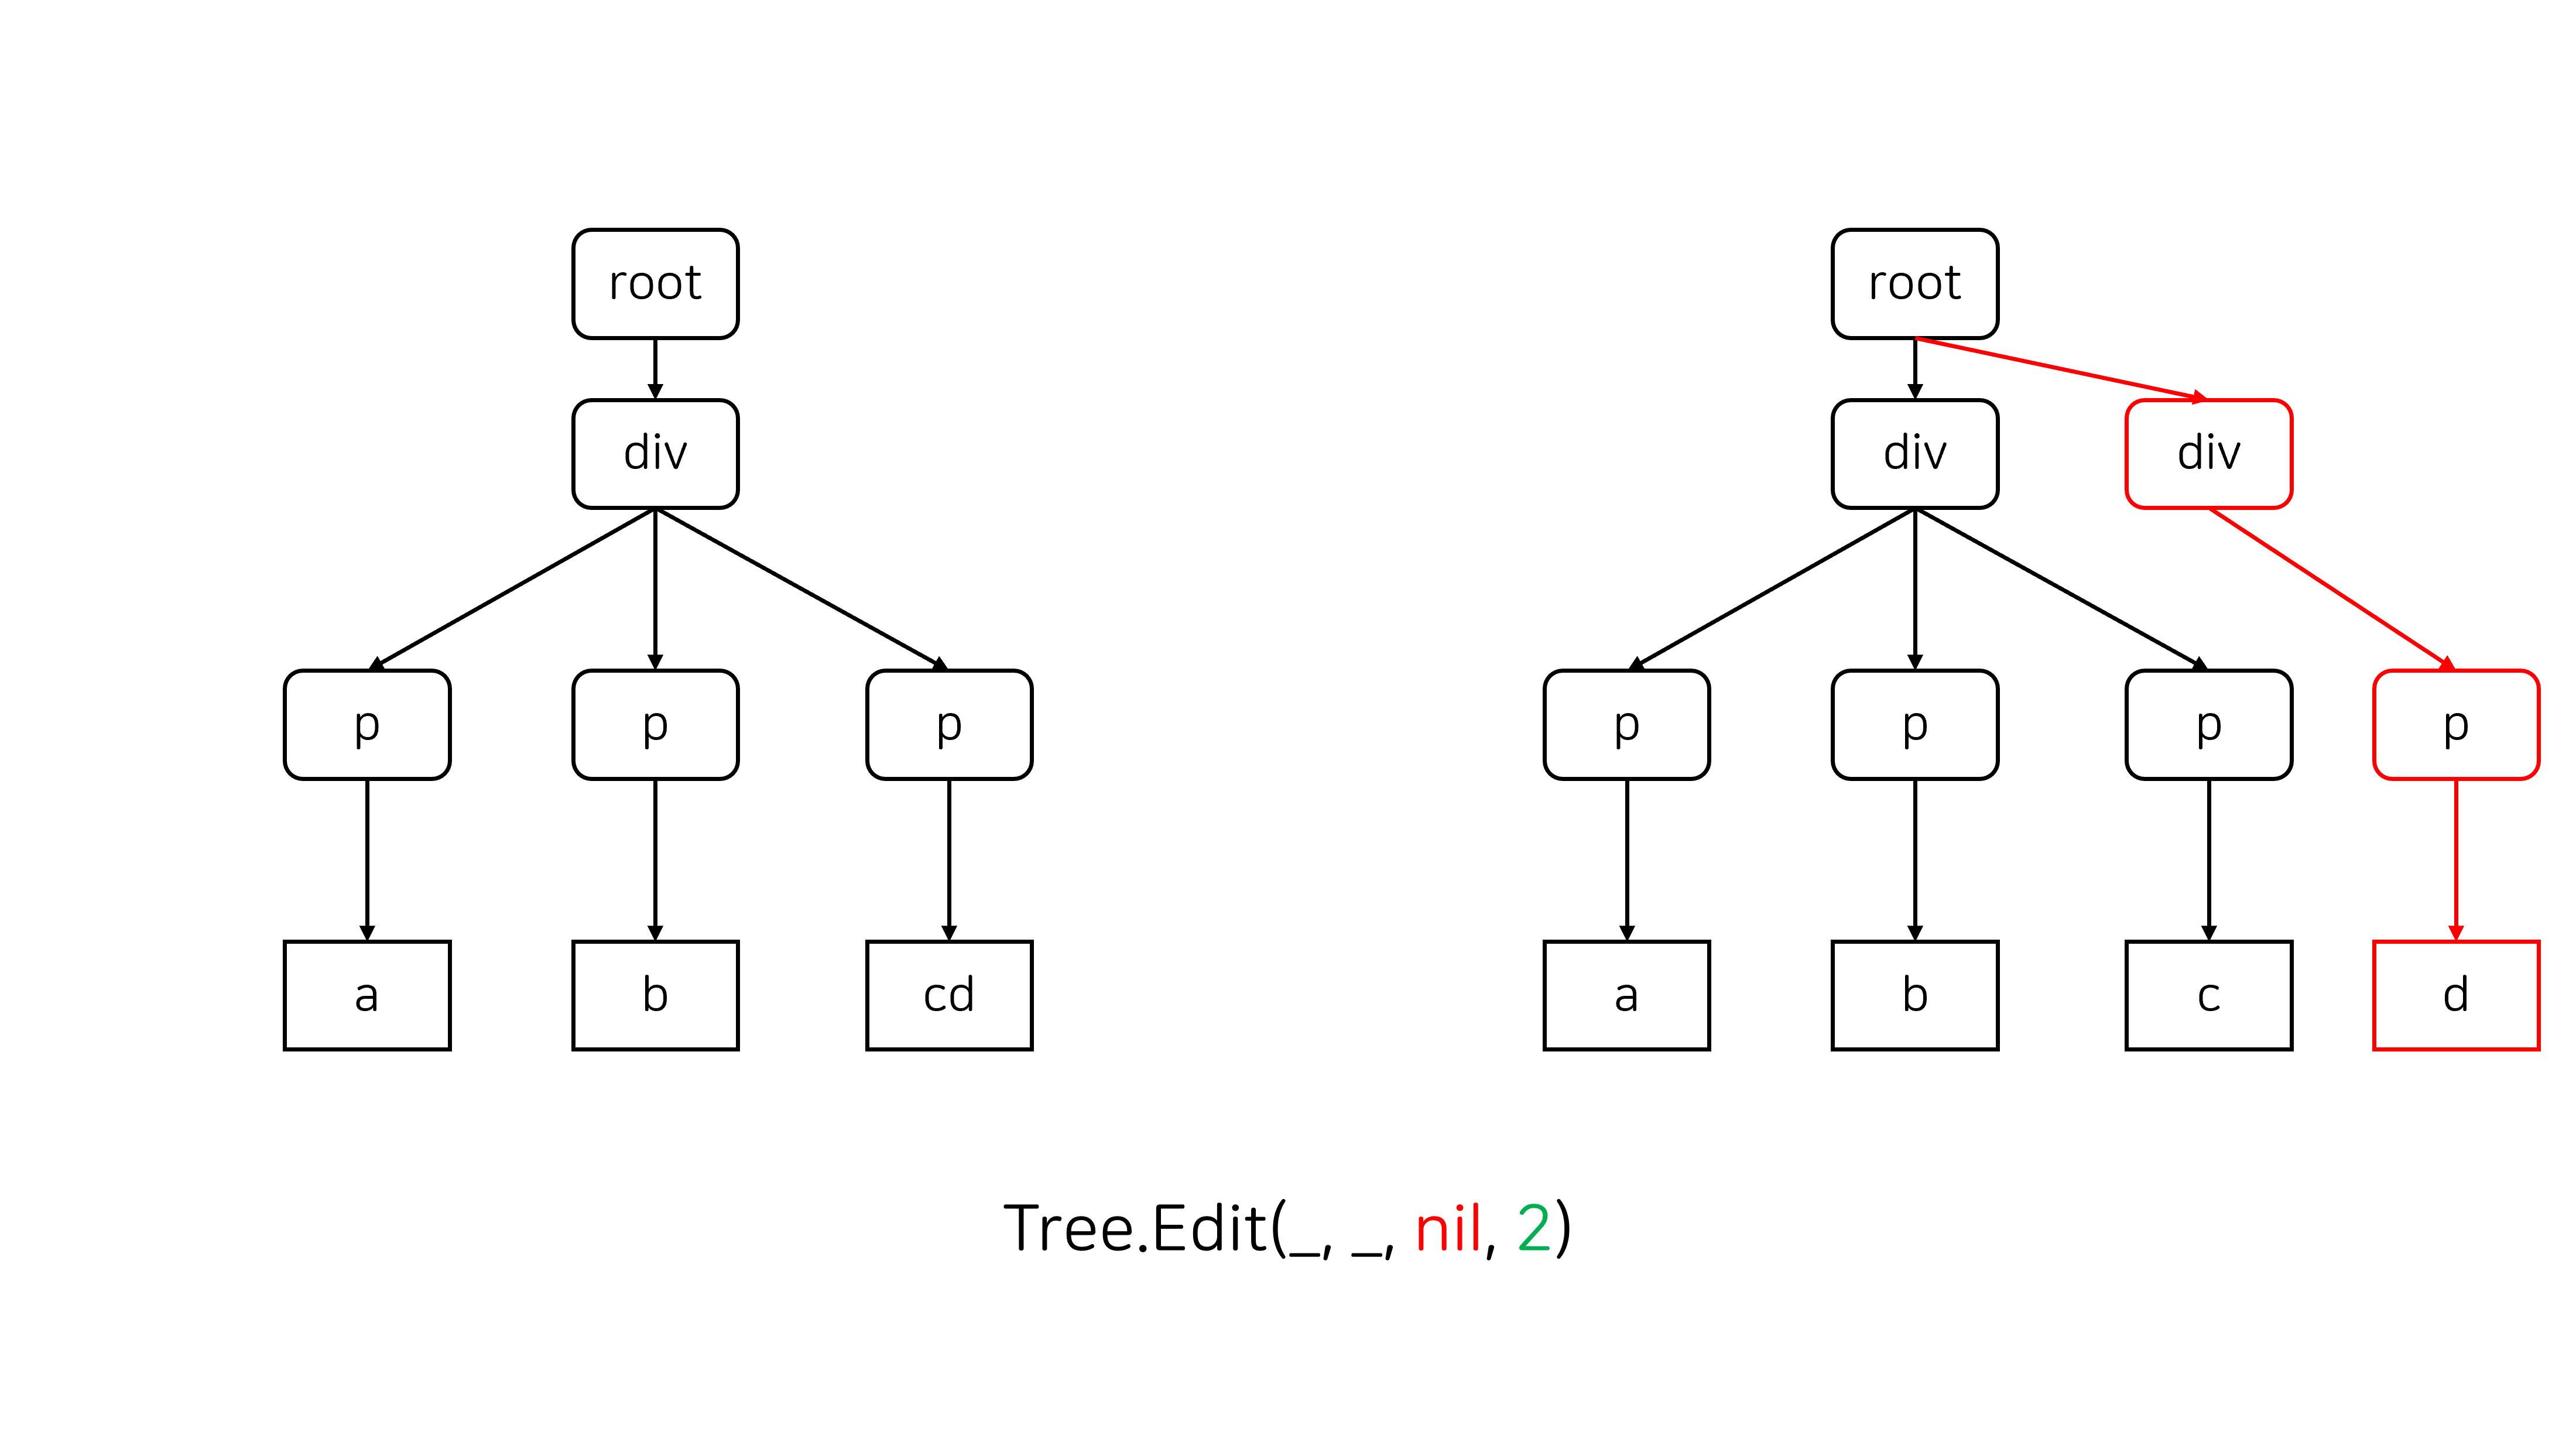 root
root
div
div
div
p
p
p
p
p
p
p
a
b
cd
a
b
c
d
Tree.Edit(_, _, nil, 2)